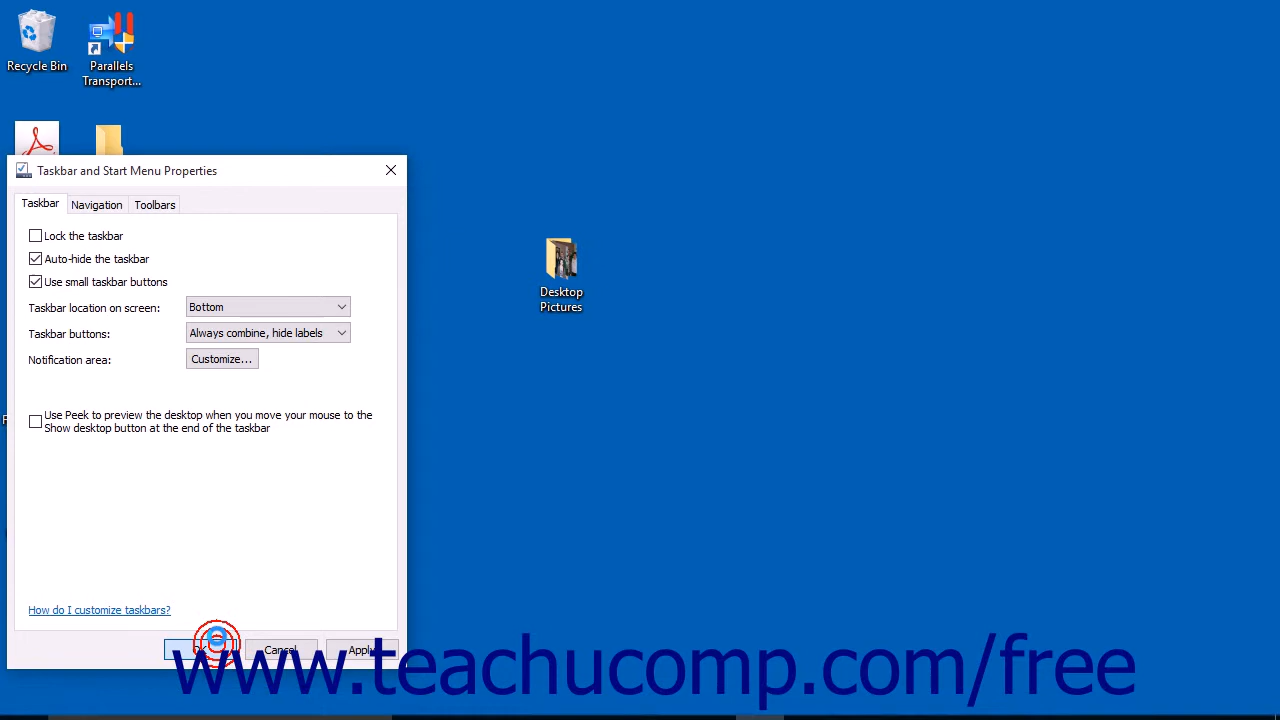 Recycle Bin
Parallels
Transport...
Taskbar and Start Menu Properties
Taskbar
Navigation
Toolbars
Lock the taskbar
Auto-hide the taskbar
Use small taskbar buttons
Taskbar location on screen:
Bottom
Taskbar buttons:
Always combine, hide labels
Notification area:
Customize...
Use Peek to preview the desktop when you move your mouse to the
Show desktop button at the end of the taskbar
How do I customize taskbars?
Cancel
Apply
Desktop
Pictures
www.teachucomp.com/free